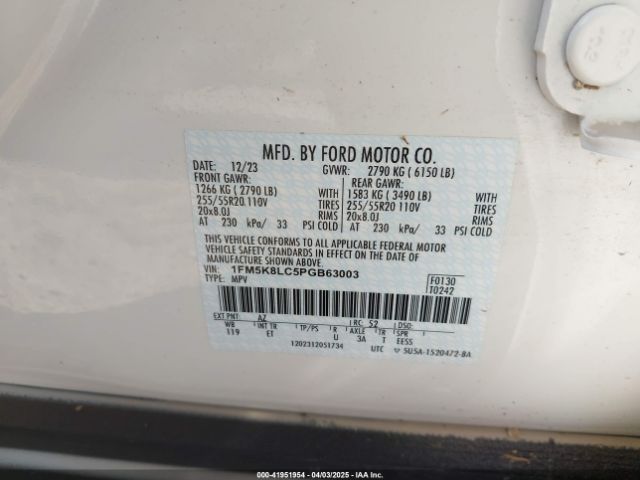 MFD. BY FORD MOTOR CO.
DATE: 12/23 GVWR: 2790 KG ( 6150 LB)
FRONT GAWR: REAR GAWR:
1266 KG ( 2790 LB) WITH 1583 KG ( 3490 LB) WITH
255/55R20 110V TIRES 255/55R20 110V TIRES
20x8.0J RIMS 20x8.0J RIMS
AT 230 kPa/ 33 PSI COLD AT 230 kPa/ 33 PSI COLD
THIS VEHICLE CONFORMS TO ALL APPLICABLE FEDERAL MOTOR
VEHICLE SAFETY STANDARDS IN EFFECT ON THE DATE OF
MANUFACTURE SHOWN ABOVE.
VIN: 1FM5K8LC5PGB63003 F0130
TYPE: MPV T0242
EXT PNT: AZ RC: 52 DSO:
WB INT TR TP/PS R AXLE TR SPR
119 ET U 3A T EESS
1202312051734 UTC 5U5A-1520472-BA
000-41951954 - 04/03/2025 - IAAI Inc.